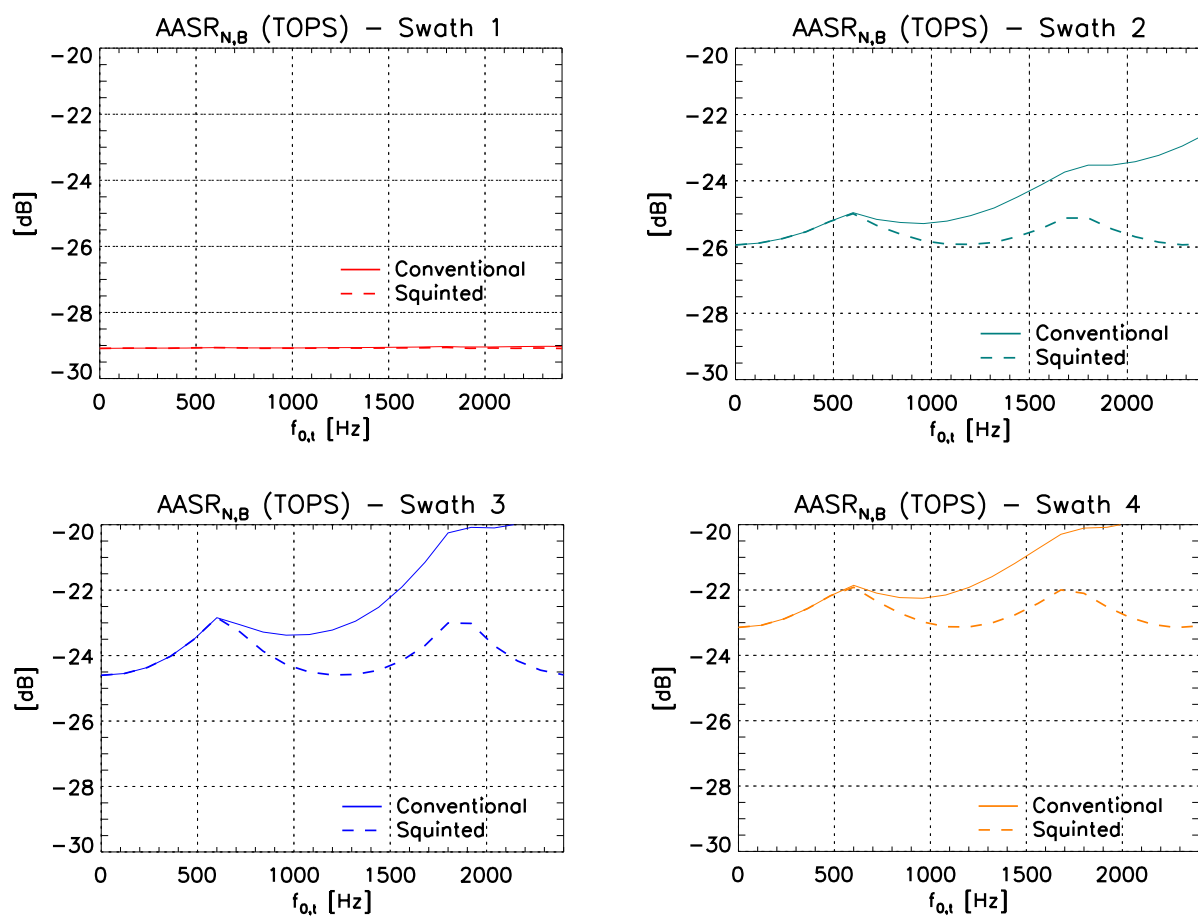 AASR_N,B (TOPS) – Swath 1
−20
−22
−24
−26
−28
−30
[dB]
Conventional
Squinted
0 500 1000 1500 2000
f_0,t [Hz]
AASR_N,B (TOPS) – Swath 2
−20
−22
−24
−26
−28
−30
[dB]
Conventional
Squinted
0 500 1000 1500 2000
f_0,t [Hz]
AASR_N,B (TOPS) – Swath 3
−20
−22
−24
−26
−28
−30
[dB]
Conventional
Squinted
0 500 1000 1500 2000
f_0,t [Hz]
AASR_N,B (TOPS) – Swath 4
−20
−22
−24
−26
−28
−30
[dB]
Conventional
Squinted
0 500 1000 1500 2000
f_0,t [Hz]